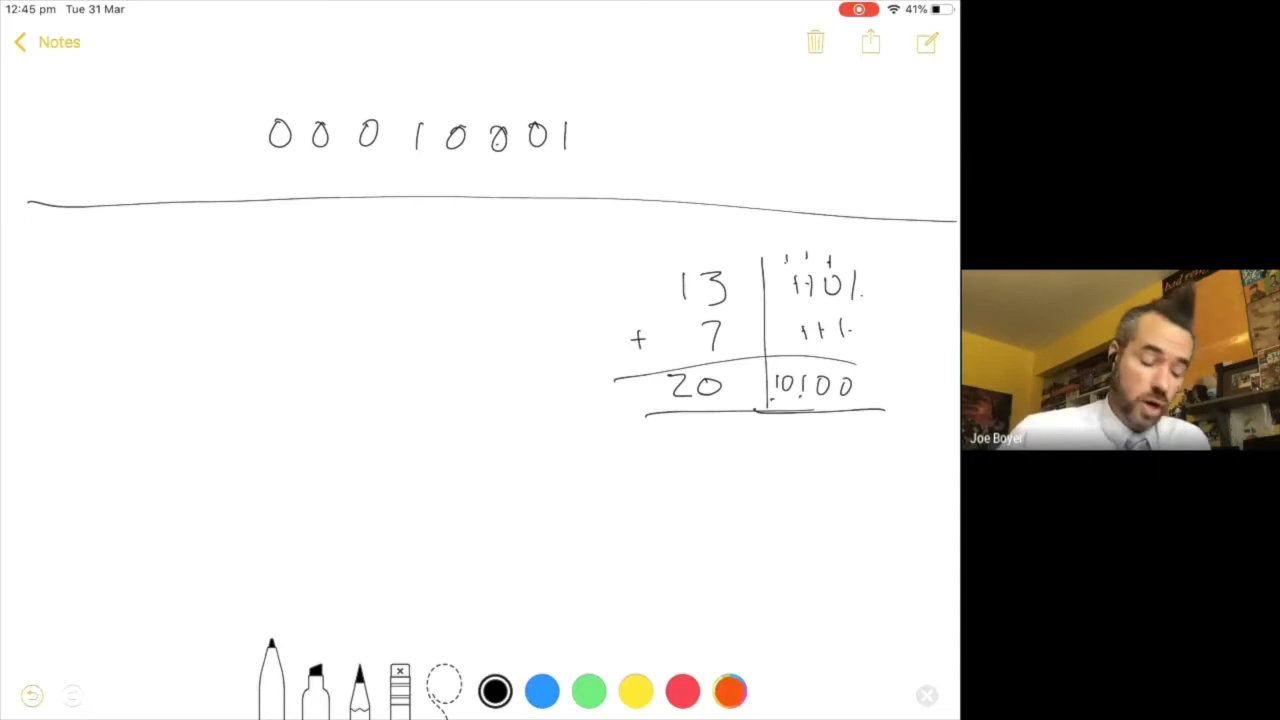 12:45 pm Tue 31 Mar
41%
Notes
0 0 0 1 0 0 0 1
13 1101
+ 7 111
20 10100
Joe Boyer